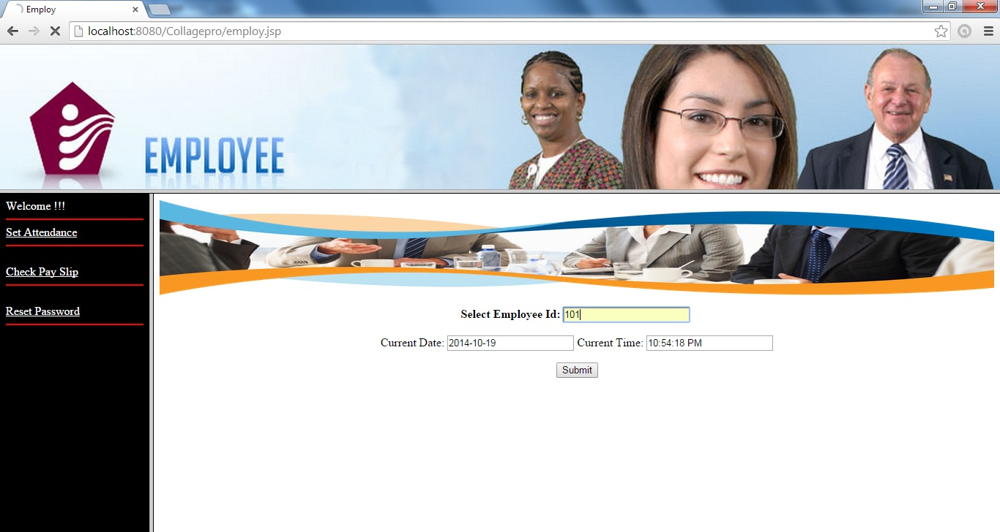 Employ
localhost:8080/Collagepro/employ.jsp
EMPLOYEE
Welcome !!!
Set Attendance
Check Pay Slip
Reset Password
Select Employee Id: 101
Current Date: 2014-10-19 Current Time: 10:54:18 PM
Submit